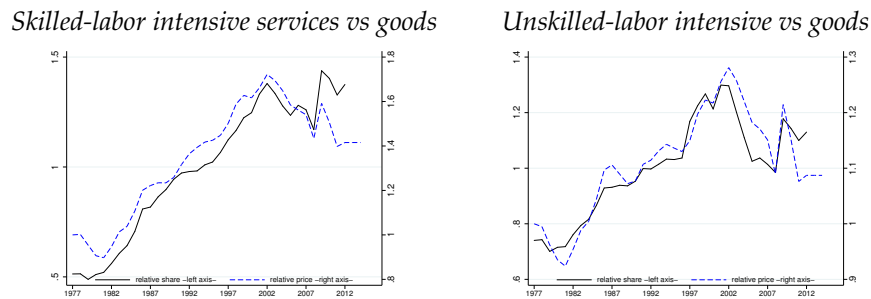 Skilled-labor intensive services vs goods
1.5
1
.5
1.8
1.6
1.4
1.2
1
.8
relative share –left axis–
relative price –right axis–
1977 1982 1987 1992 1997 2002 2007 2012
Unskilled-labor intensive vs goods
1.4
1.2
1
.8
.6
1.3
1.2
1.1
1
.9
relative share –left axis–
relative price –right axis–
1977 1982 1987 1992 1997 2002 2007 2012